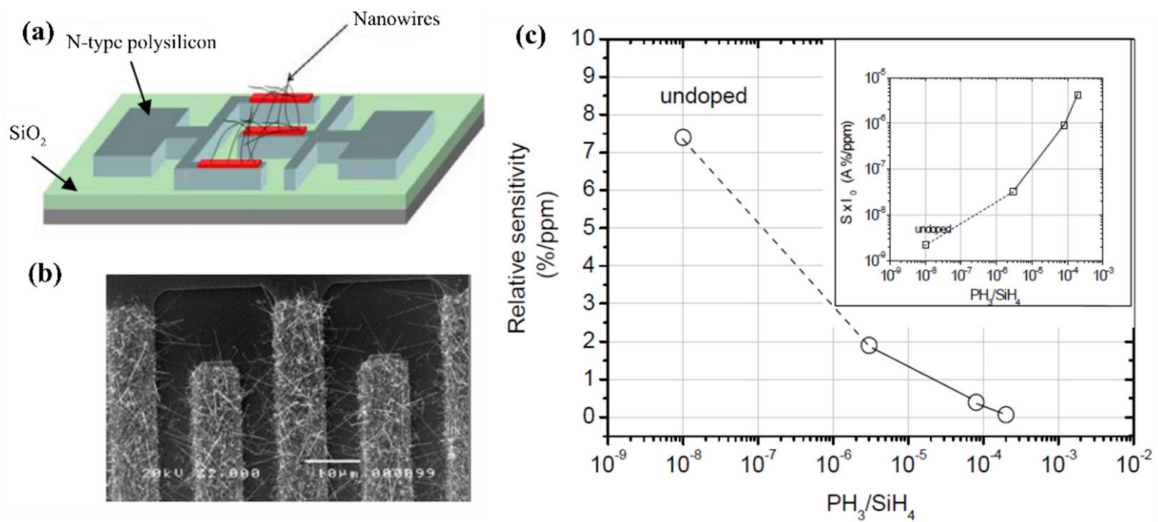 (a)
Nanowires
N-type polysilicon
SiO₂
(b)
20kV X2.000 10µm 000099
(c)
10
9
8
7
6
5
4
3
2
1
0
Relative sensitivity
(%/ppm)
undoped
10⁻⁹ 10⁻⁸ 10⁻⁷ 10⁻⁶ 10⁻⁵ 10⁻⁴ 10⁻³ 10⁻²
PH₃/SiH₄
10⁻⁵
10⁻⁶
10⁻⁷
10⁻⁸
10⁻⁹
S x I₀ (A %/ppm)
undoped
10⁻⁹ 10⁻⁸ 10⁻⁷ 10⁻⁶ 10⁻⁵ 10⁻⁴ 10⁻³
PH₃/SiH₄